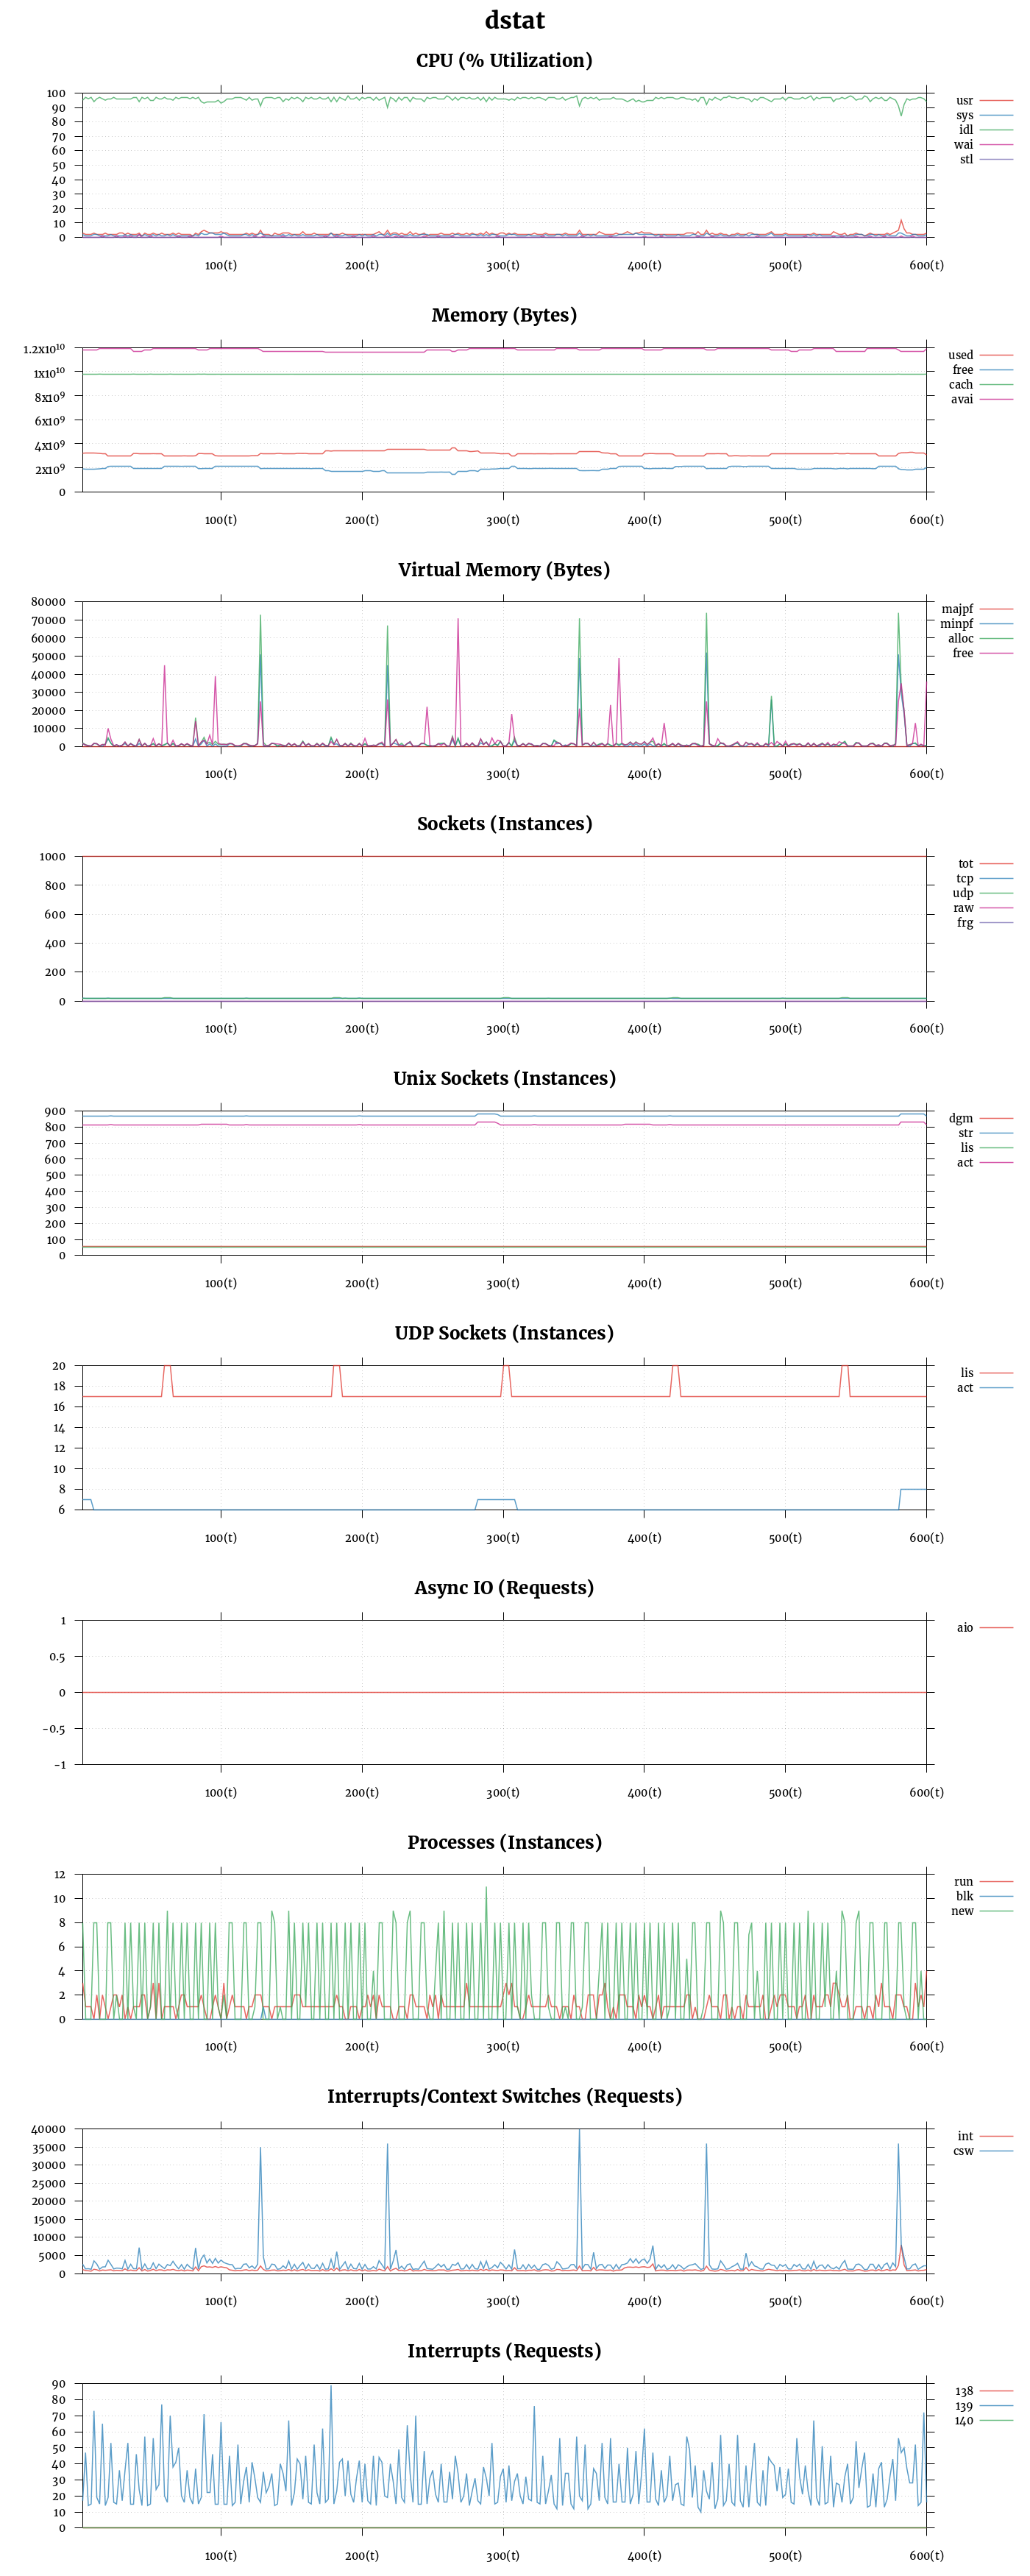 dstat
CPU (% Utilization)
100
90
80
70
60
50
40
30
20
10
0
100(t) 200(t) 300(t) 400(t) 500(t) 600(t)
usr
sys
idl
wai
stl
Memory (Bytes)
1.2x10¹⁰
1x10¹⁰
8x10⁹
6x10⁹
4x10⁹
2x10⁹
0
100(t) 200(t) 300(t) 400(t) 500(t) 600(t)
used
free
cach
avai
Virtual Memory (Bytes)
80000
70000
60000
50000
40000
30000
20000
10000
0
100(t) 200(t) 300(t) 400(t) 500(t) 600(t)
majpf
minpf
alloc
free
Sockets (Instances)
1000
800
600
400
200
0
100(t) 200(t) 300(t) 400(t) 500(t) 600(t)
tot
tcp
udp
raw
frg
Unix Sockets (Instances)
900
800
700
600
500
400
300
200
100
0
100(t) 200(t) 300(t) 400(t) 500(t) 600(t)
dgm
str
lis
act
UDP Sockets (Instances)
20
18
16
14
12
10
8
6
100(t) 200(t) 300(t) 400(t) 500(t) 600(t)
lis
act
Async IO (Requests)
1
0.5
0
-0.5
-1
100(t) 200(t) 300(t) 400(t) 500(t) 600(t)
aio
Processes (Instances)
12
10
8
6
4
2
0
100(t) 200(t) 300(t) 400(t) 500(t) 600(t)
run
blk
new
Interrupts/Context Switches (Requests)
40000
35000
30000
25000
20000
15000
10000
5000
0
100(t) 200(t) 300(t) 400(t) 500(t) 600(t)
int
csw
Interrupts (Requests)
90
80
70
60
50
40
30
20
10
0
100(t) 200(t) 300(t) 400(t) 500(t) 600(t)
138
139
140